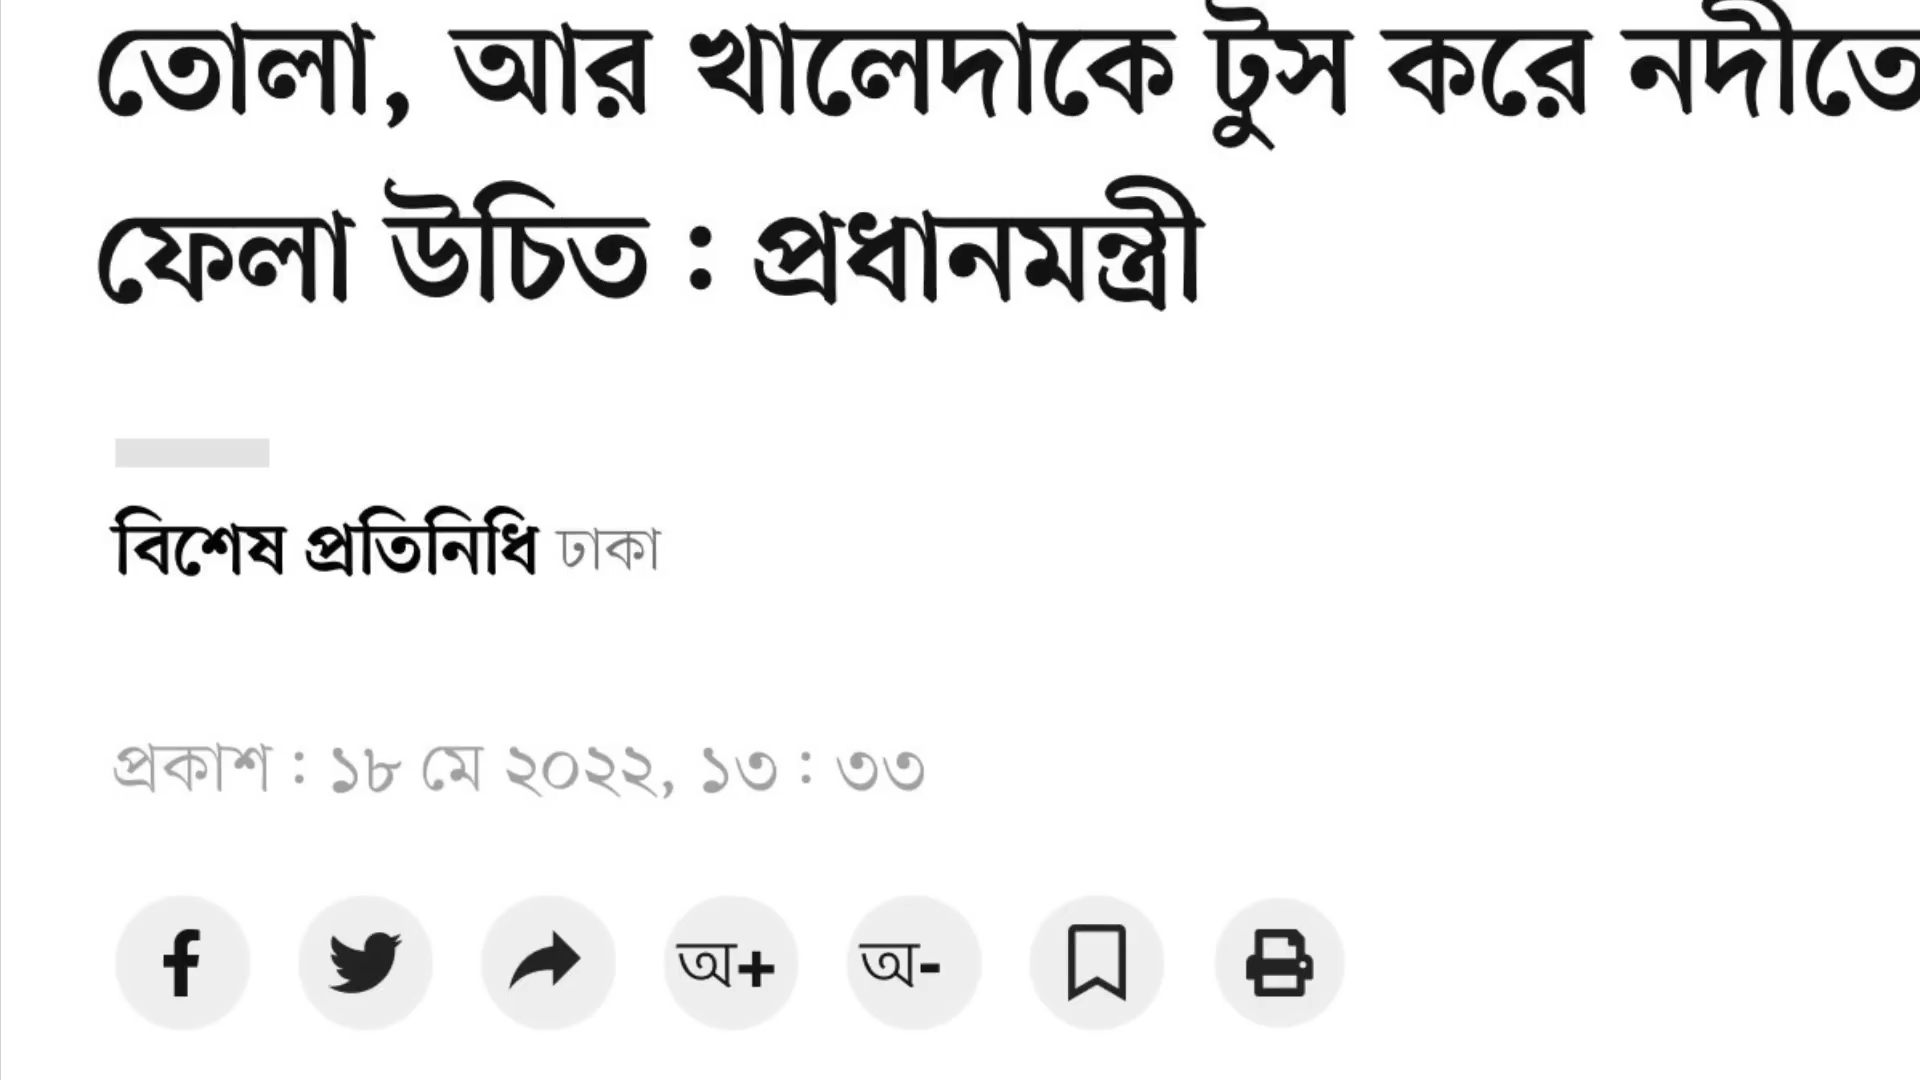 তোলা, আর খালেদাকে টুস করে নদীতে
ফেলা উচিত : প্রধানমন্ত্রী
বিশেষ প্রতিনিধি ঢাকা
প্রকাশ : ১৮ মে ২০২২, ১৩ : ৩৩
অ+ অ-